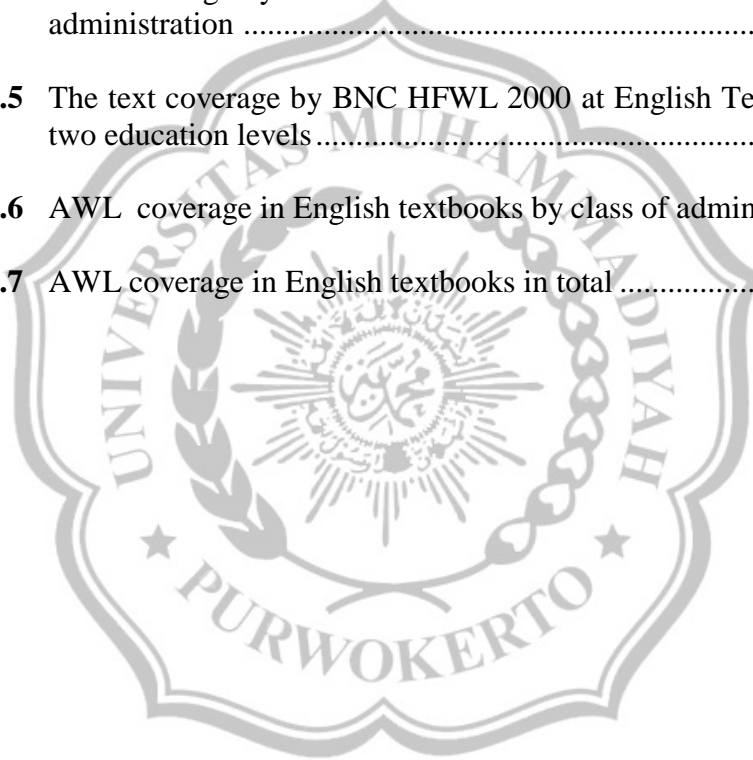 administration ....................................................................
.5 The text coverage by BNC HFWL 2000 at English Te
two education levels ..........................................................
.6 AWL coverage in English textbooks by class of admin
.7 AWL coverage in English textbooks in total ..................
UNIVERSITAS MUHAMMADIYAH
PURWOKERTO